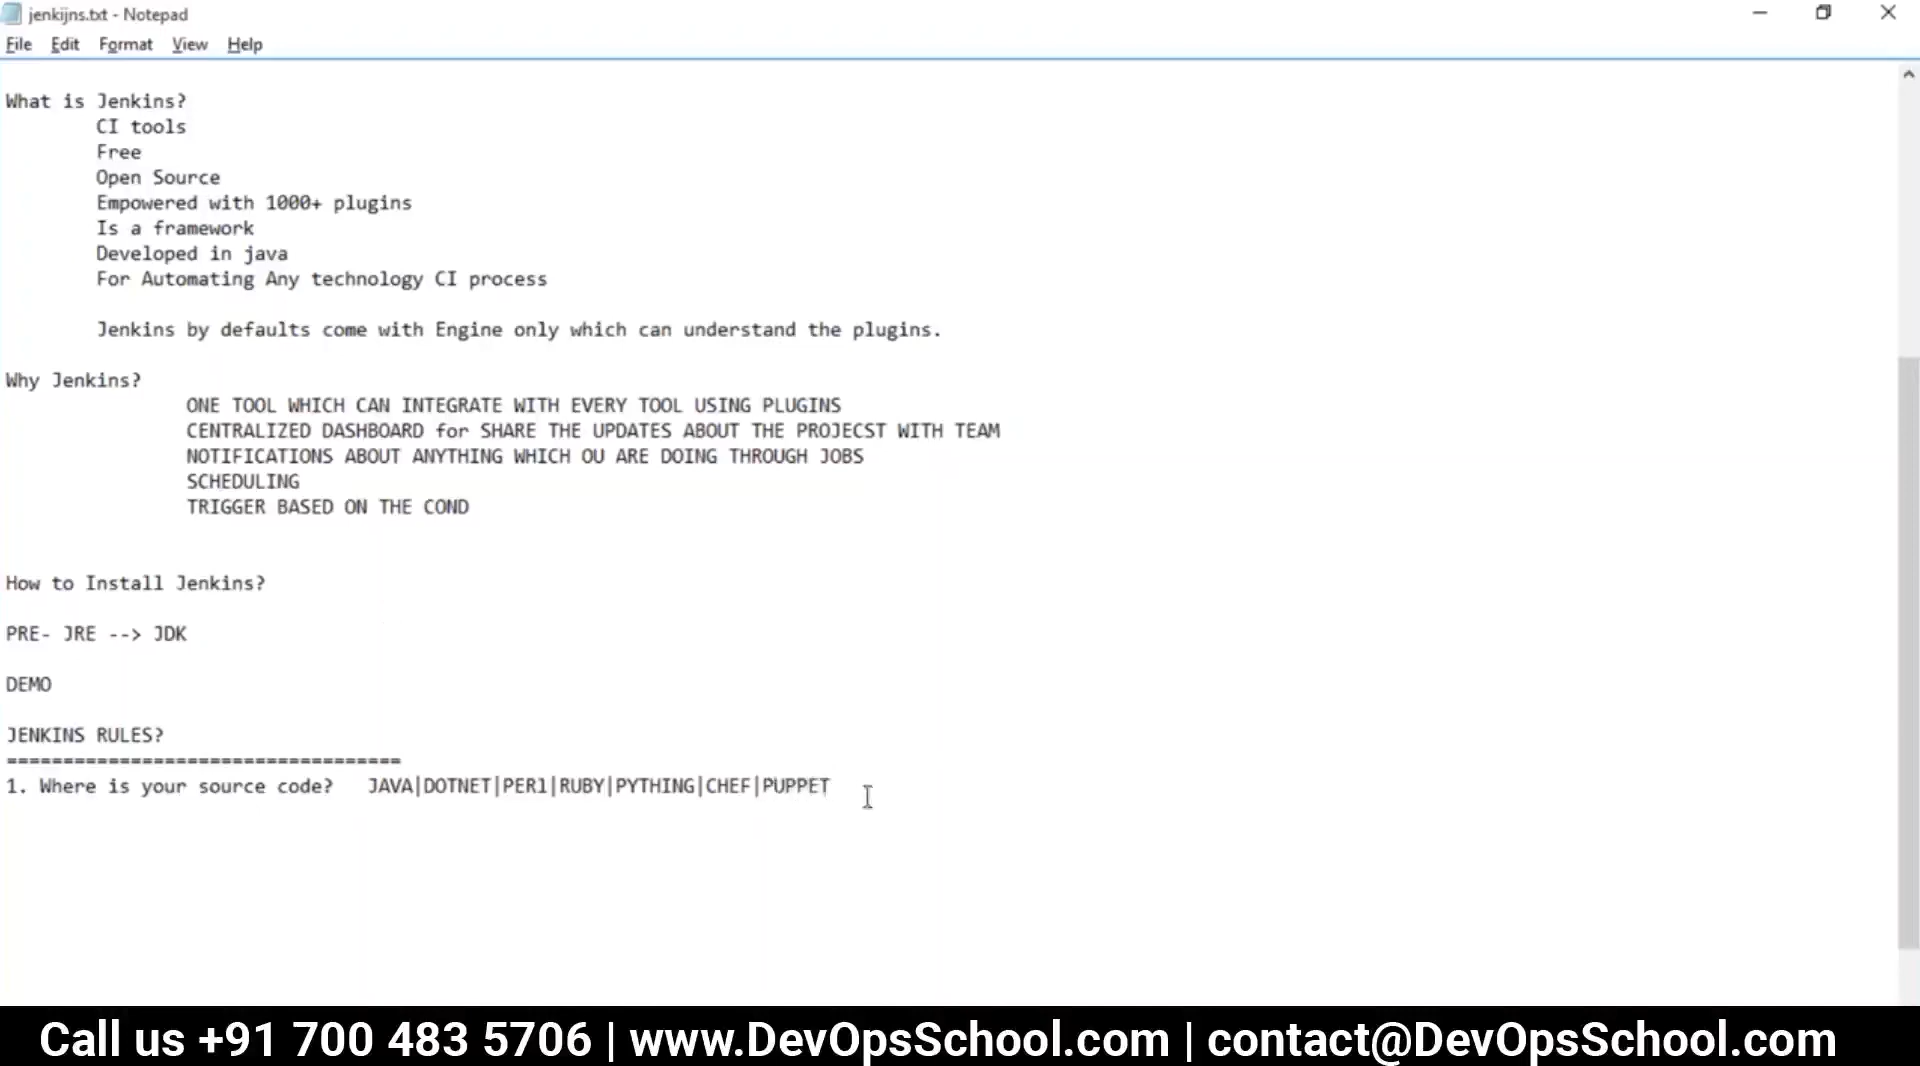 jenkijns.txt - Notepad
File Edit Format View Help
What is Jenkins?
CI tools
Free
Open Source
Empowered with 1000+ plugins
Is a framework
Developed in java
For Automating Any technology CI process
Jenkins by defaults come with Engine only which can understand the plugins.
Why Jenkins?
ONE TOOL WHICH CAN INTEGRATE WITH EVERY TOOL USING PLUGINS
CENTRALIZED DASHBOARD for SHARE THE UPDATES ABOUT THE PROJECST WITH TEAM
NOTIFICATIONS ABOUT ANYTHING WHICH OU ARE DOING THROUGH JOBS
SCHEDULING
TRIGGER BASED ON THE COND
How to Install Jenkins?
PRE- JRE --> JDK
DEMO
JENKINS RULES?
===================================
1. Where is your source code? JAVA|DOTNET|PERl|RUBY|PYTHING|CHEF|PUPPET
Call us +91 700 483 5706 | www.DevOpsSchool.com | contact@DevOpsSchool.com